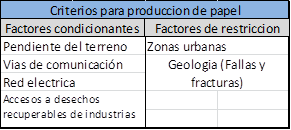 Criterios para produccion de papel
Factores condicionantes
Factores de restriccion
Pendiente del terreno
Zonas urbanas
Vias de comunicación
Geologia (Fallas y
fracturas)
Red electrica
Accesos a desechos
recuperables de industrias